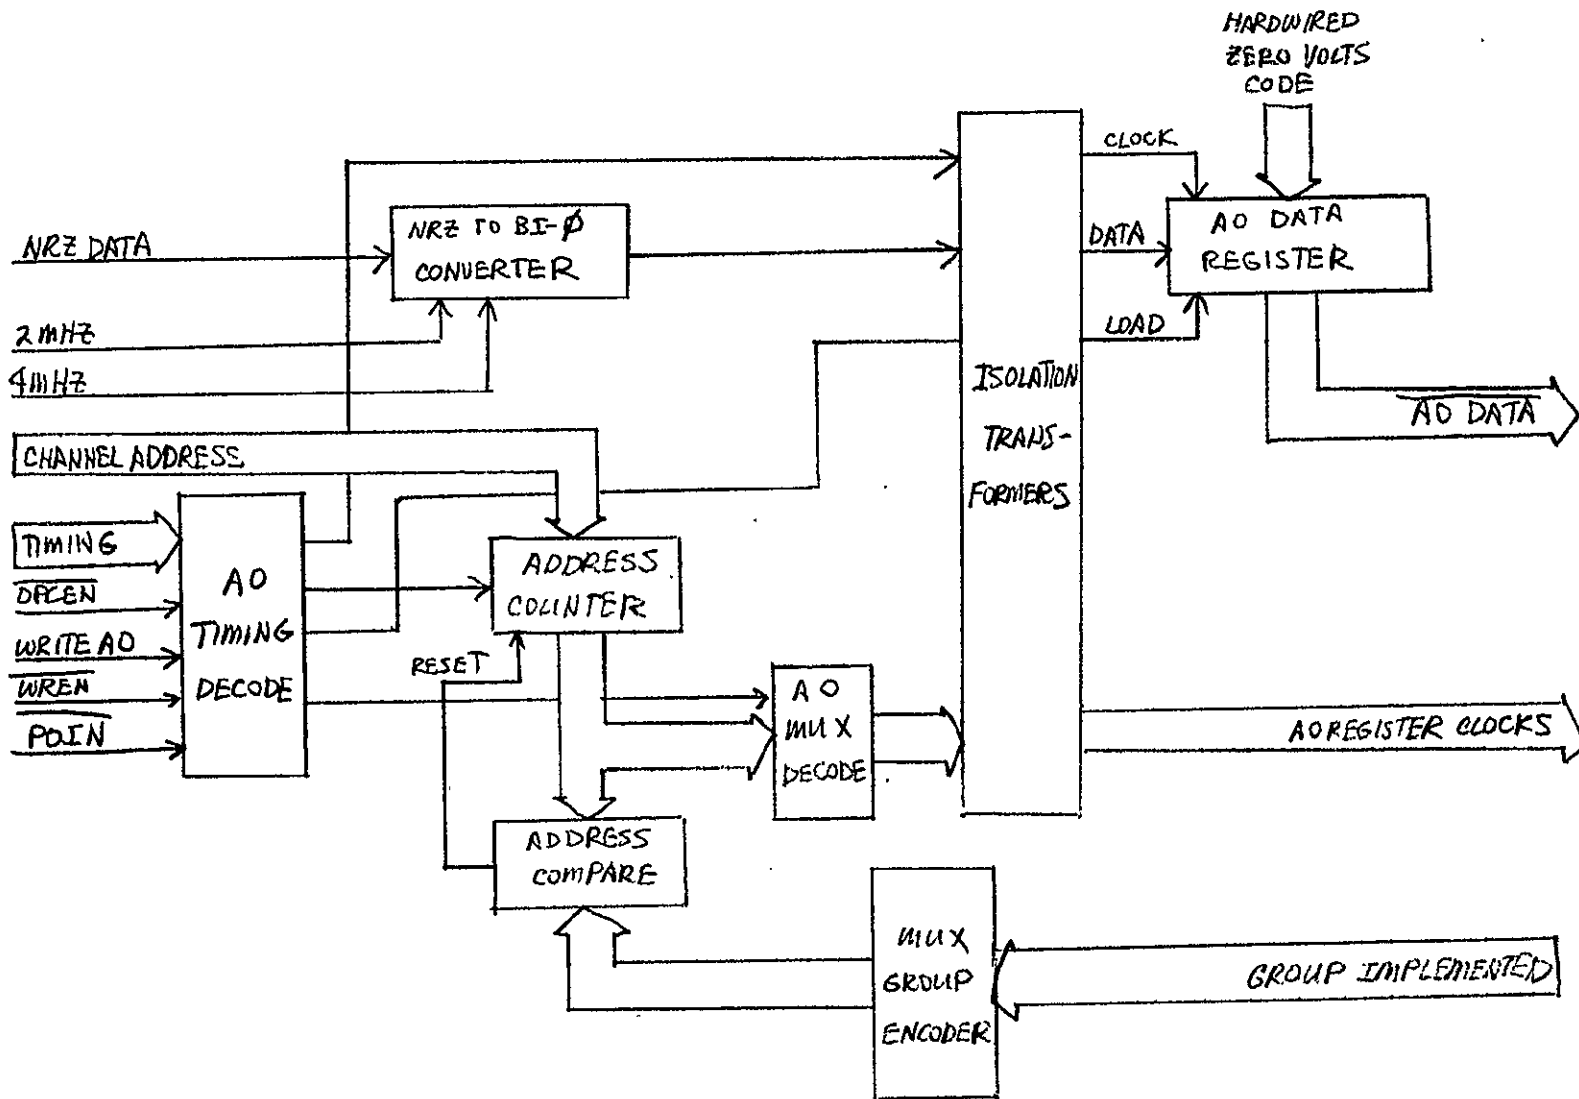 HARDWIRED
ZERO VOLTS
CODE
CLOCK
NRZ DATA
NRZ TO BI-Ø
CONVERTER
DATA
AO DATA
REGISTER
2 MHZ
4 MHZ
LOAD
ISOLATION
TRANS-
FORMERS
AO DATA
CHANNEL ADDRESS
TIMING
WRITE AO
WREN
POIN
AO
TIMING
DECODE
ADDRESS
COUNTER
RESET
AO
MUX
DECODE
AO REGISTER CLOCKS
ADDRESS
COMPARE
MUX
GROUP
ENCODER
GROUP IMPLEMENTED